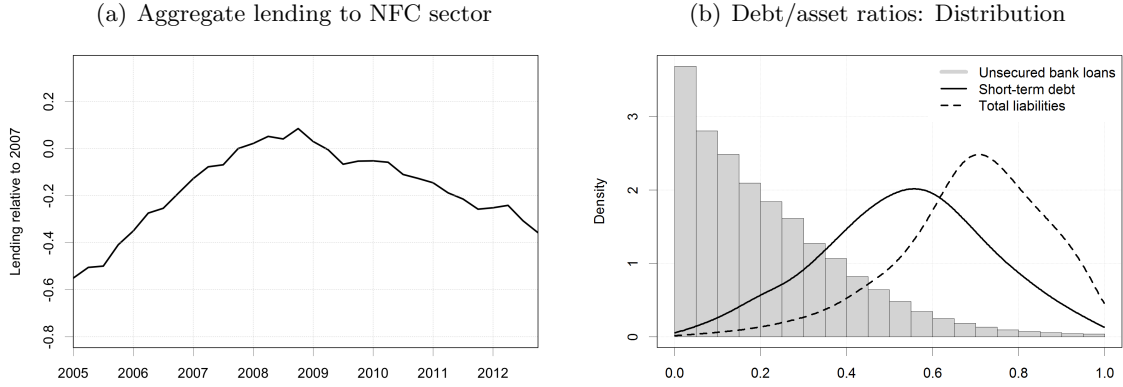 (a) Aggregate lending to NFC sector
Lending relative to 2007
0.2
0.0
-0.2
-0.4
-0.6
-0.8
2005 2006 2007 2008 2009 2010 2011 2012
(b) Debt/asset ratios: Distribution
Unsecured bank loans
Short-term debt
Total liabilities
Density
3
2
1
0
0.0 0.2 0.4 0.6 0.8 1.0